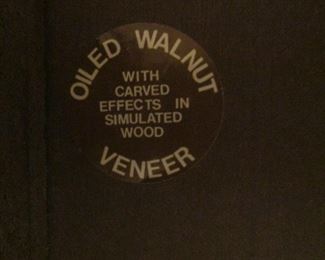 OILED WALNUT
WITH
CARVED
EFFECTS IN
SIMULATED
WOOD
VENEER